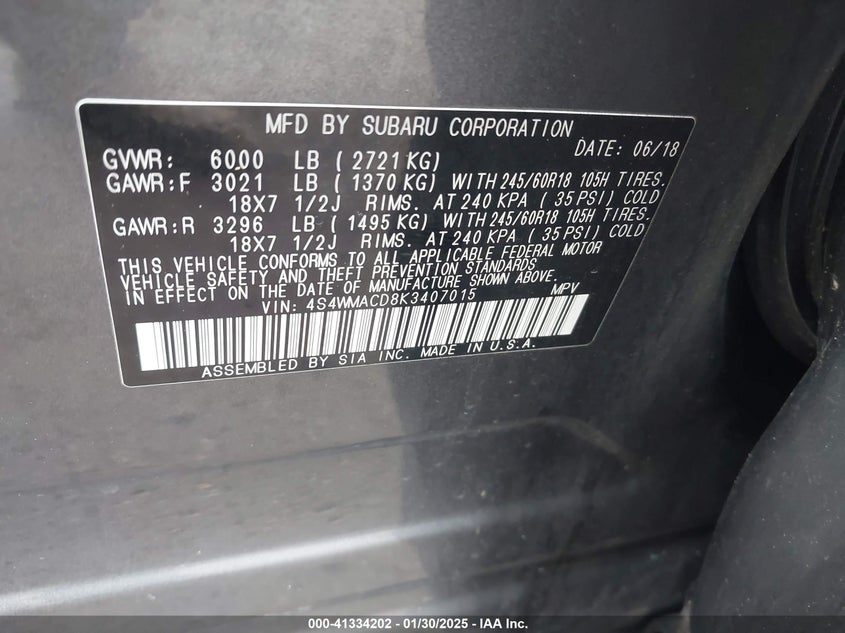 MFD BY SUBARU CORPORATION
DATE: 06/18
GVWR: 6000 LB ( 2721 KG)
GAWR:F 3021 LB ( 1370 KG) WITH 245/60R18 105H TIRES.
18X7 1/2J RIMS. AT 240 KPA ( 35 PSI) COLD
GAWR:R 3296 LB ( 1495 KG) WITH 245/60R18 105H TIRES.
18X7 1/2J RIMS. AT 240 KPA ( 35 PSI) COLD
THIS VEHICLE CONFORMS TO ALL APPLICABLE FEDERAL MOTOR
VEHICLE SAFETY AND THEFT PREVENTION STANDARDS
IN EFFECT ON THE DATE OF MANUFACTURE SHOWN ABOVE.
VIN: 4S4WMACD8K3407015 MPV
ASSEMBLED BY SIA INC. MADE IN U.S.A.
000-41334202 - 01/30/2025 - IAA Inc.